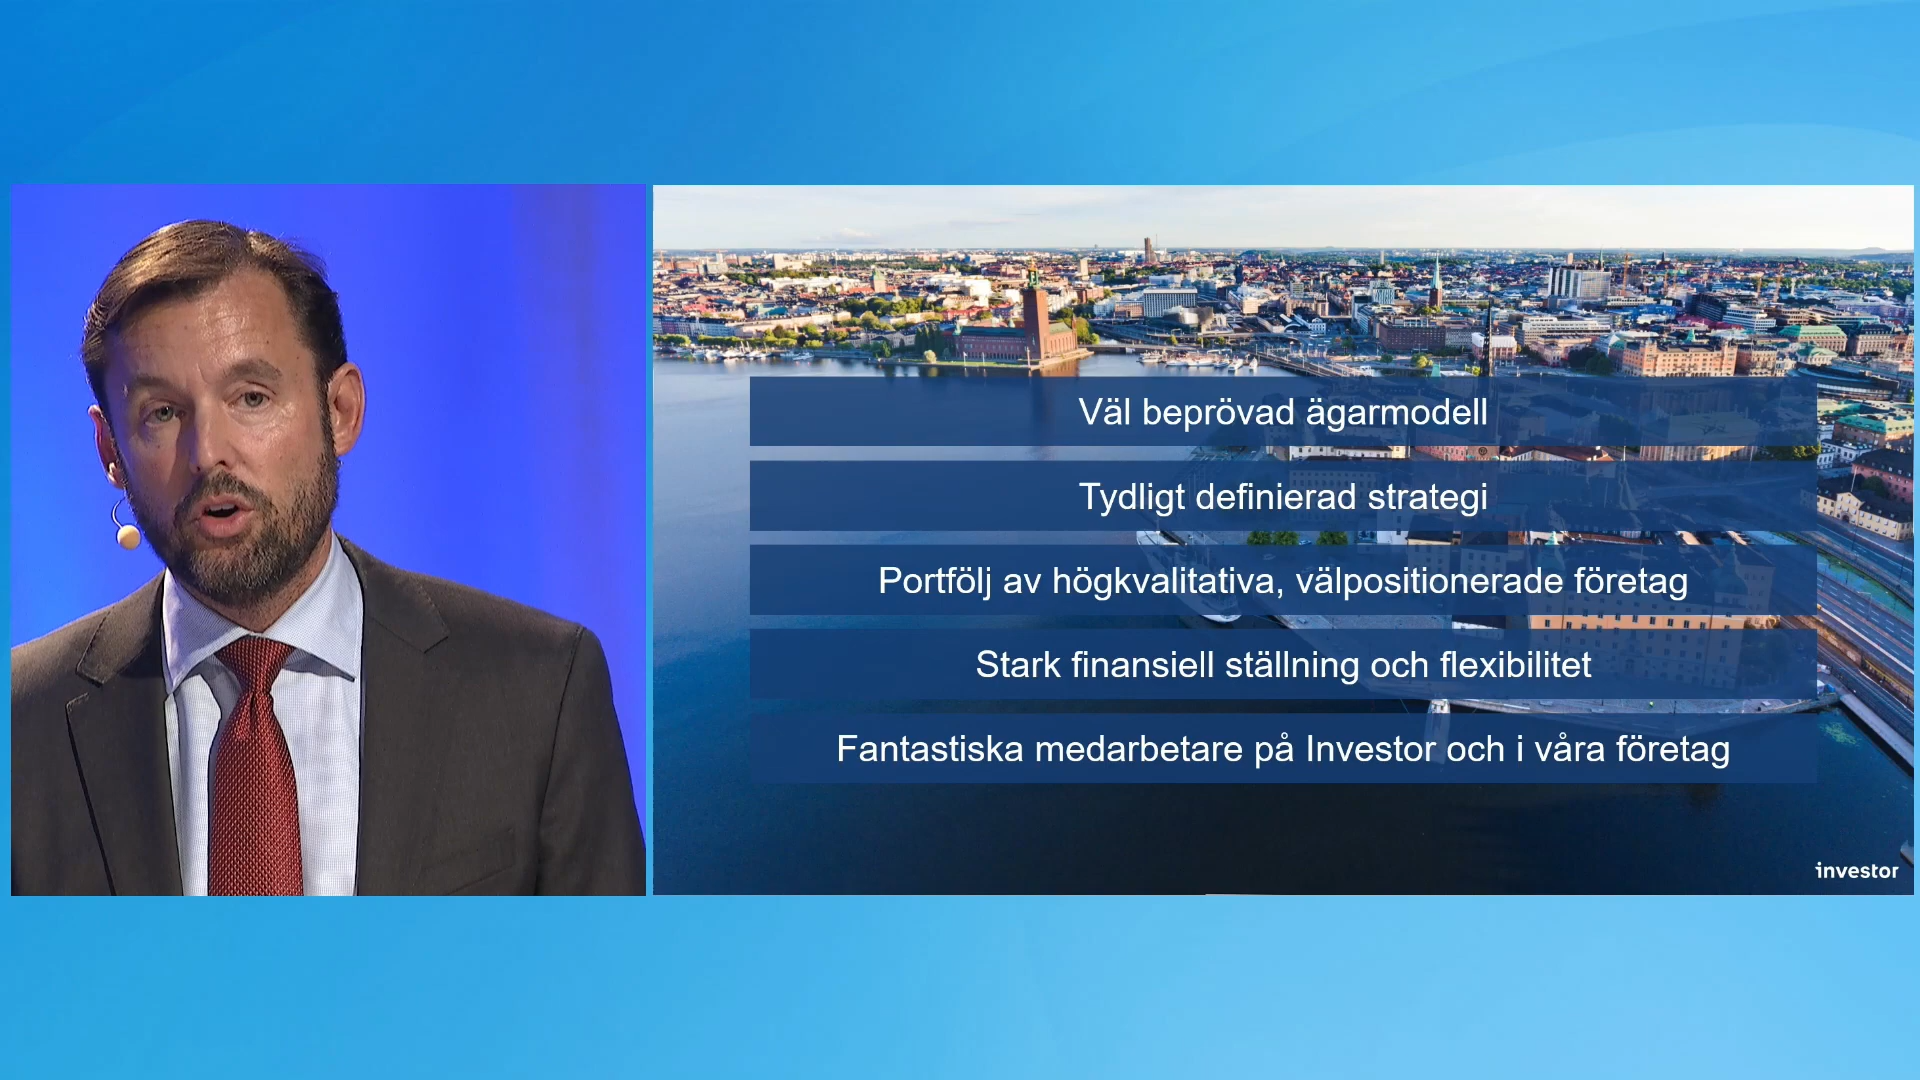 Väl beprövad ägarmodell
Tydligt definierad strategi
Portfölj av högkvalitativa, välpositionerade företag
Stark finansiell ställning och flexibilitet
Fantastiska medarbetare på Investor och i våra företag
investor